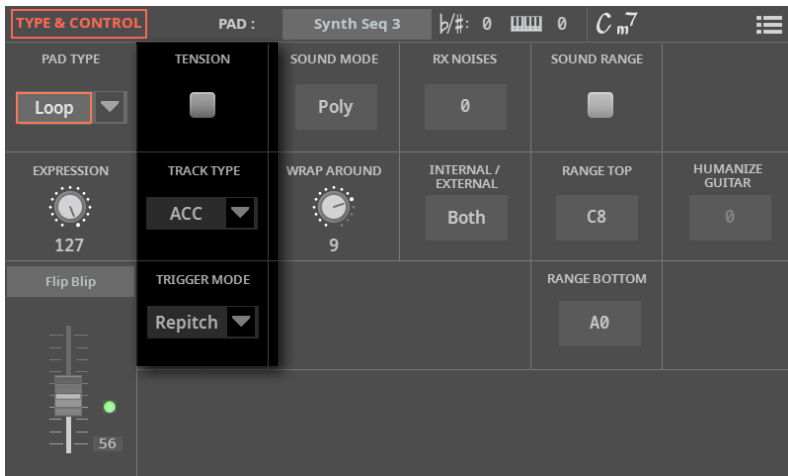 TYPE & CONTROL PAD : Synth Seq 3 ♭/#: 0 0 Cm7
PAD TYPE TENSION SOUND MODE RX NOISES SOUND RANGE
Loop Poly 0
EXPRESSION TRACK TYPE WRAP AROUND INTERNAL / EXTERNAL RANGE TOP HUMANIZE GUITAR
127 ACC 9 Both C8 0
Flip Blip TRIGGER MODE RANGE BOTTOM
Repitch A0
56